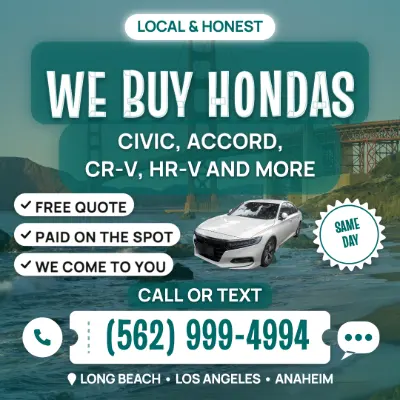 LOCAL & HONEST
WE BUY HONDAS
CIVIC, ACCORD,
CR-V, HR-V AND MORE
FREE QUOTE
PAID ON THE SPOT
WE COME TO YOU
SAME
DAY
CALL OR TEXT
(562) 999-4994
LONG BEACH • LOS ANGELES • ANAHEIM